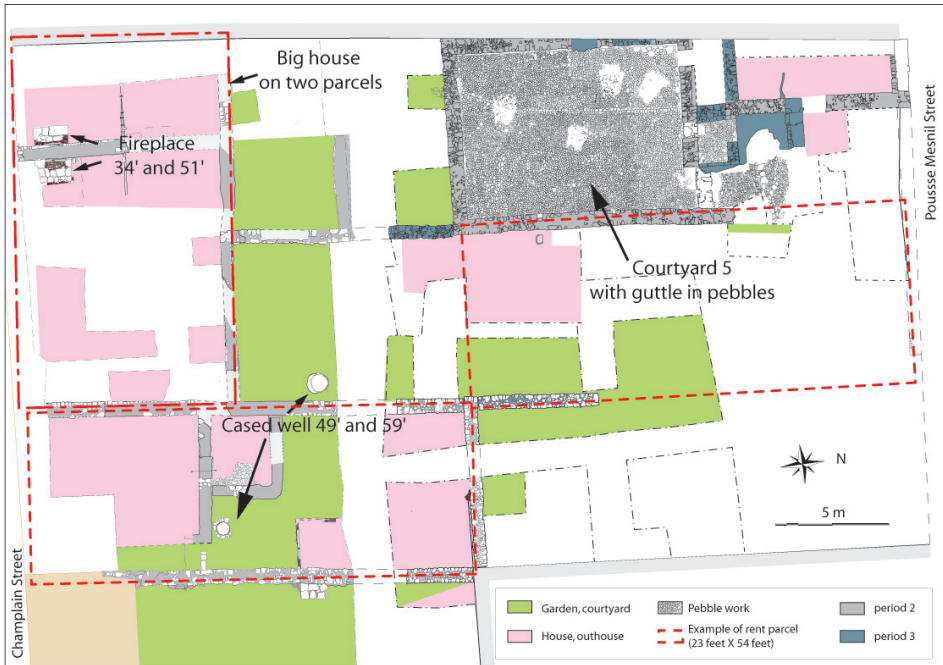 Big house
on two parcels
Fireplace
34' and 51'
Courtyard 5
with guttle in pebbles
Cased well 49' and 59'
Champlain Street
Poussse Mesnil Street
N
5 m
Garden, courtyard
House, outhouse
Pebble work
Example of rent parcel
(23 feet X 54 feet)
period 2
period 3